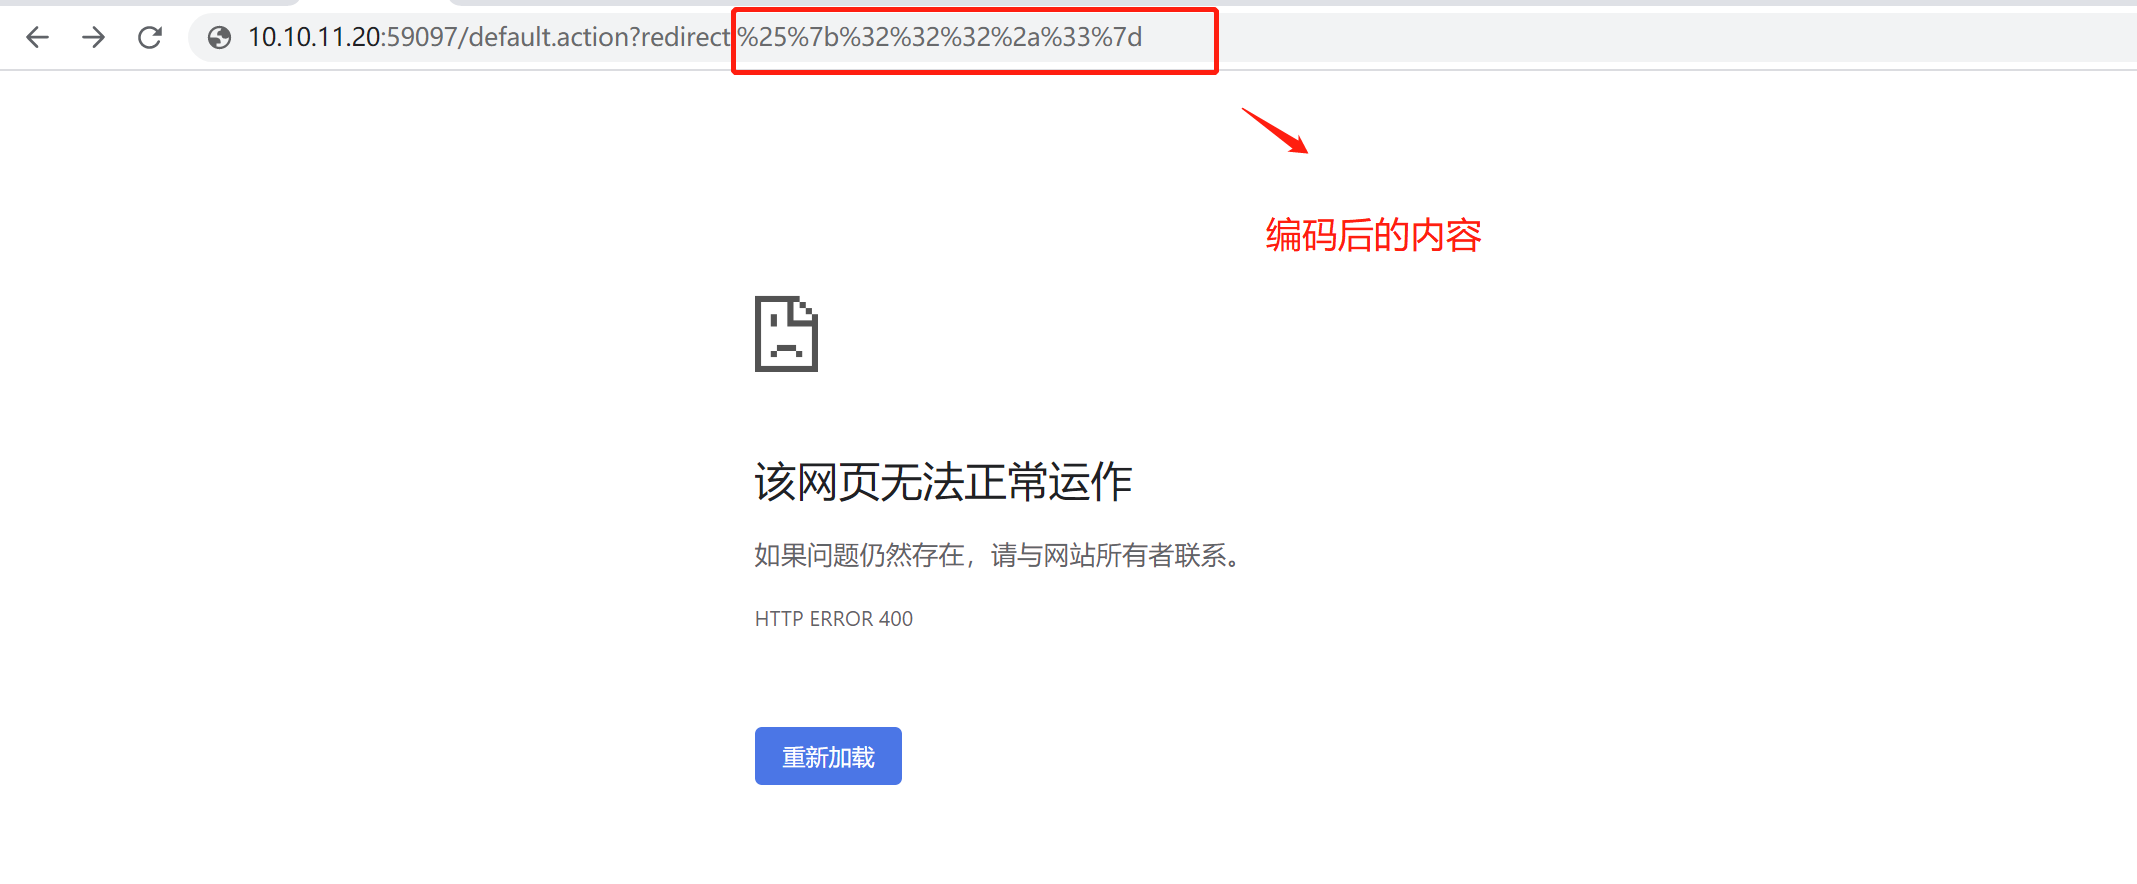 10.10.11.20:59097/default.action?redirect:%25%7b%32%32%32%2a%33%7d
编码后的内容
该网页无法正常运作
如果问题仍然存在，请与网站所有者联系。
HTTP ERROR 400
重新加载